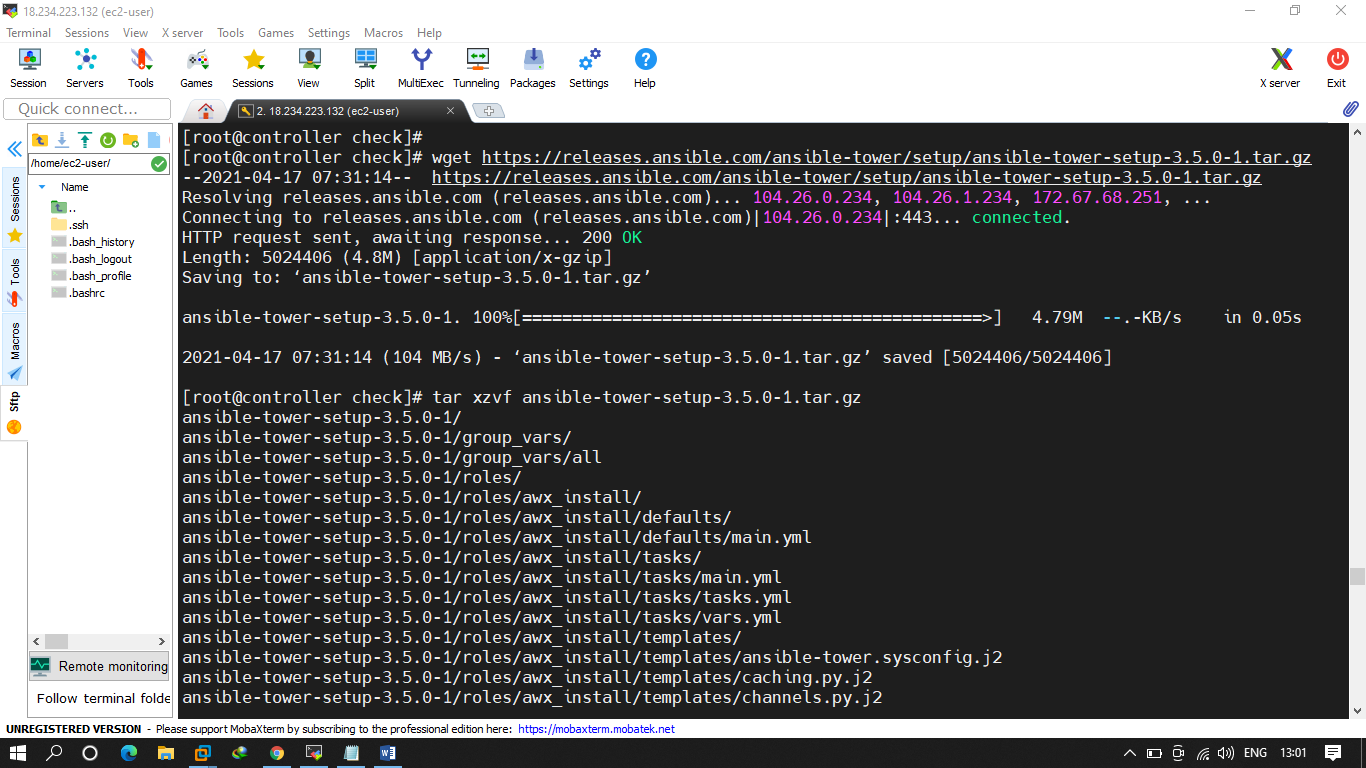 18.234.223.132 (ec2-user)
Terminal Sessions View X server Tools Games Settings Macros Help
Session Servers Tools Games Sessions View Split MultiExec Tunneling Packages Settings Help X server Exit
Quick connect...
2. 18.234.223.132 (ec2-user)
/home/ec2-user/
Name
..
.ssh
.bash_history
.bash_logout
.bash_profile
.bashrc
Sessions
Tools
Macros
Sftp
Remote monitoring
Follow terminal folde
[root@controller check]#
[root@controller check]# wget https://releases.ansible.com/ansible-tower/setup/ansible-tower-setup-3.5.0-1.tar.gz
--2021-04-17 07:31:14--  https://releases.ansible.com/ansible-tower/setup/ansible-tower-setup-3.5.0-1.tar.gz
Resolving releases.ansible.com (releases.ansible.com)... 104.26.0.234, 104.26.1.234, 172.67.68.251, ...
Connecting to releases.ansible.com (releases.ansible.com)|104.26.0.234|:443... connected.
HTTP request sent, awaiting response... 200 OK
Length: 5024406 (4.8M) [application/x-gzip]
Saving to: ‘ansible-tower-setup-3.5.0-1.tar.gz’
ansible-tower-setup-3.5.0-1. 100%[==============================================>]   4.79M  --.-KB/s    in 0.05s
2021-04-17 07:31:14 (104 MB/s) - ‘ansible-tower-setup-3.5.0-1.tar.gz’ saved [5024406/5024406]
[root@controller check]# tar xzvf ansible-tower-setup-3.5.0-1.tar.gz
ansible-tower-setup-3.5.0-1/
ansible-tower-setup-3.5.0-1/group_vars/
ansible-tower-setup-3.5.0-1/group_vars/all
ansible-tower-setup-3.5.0-1/roles/
ansible-tower-setup-3.5.0-1/roles/awx_install/
ansible-tower-setup-3.5.0-1/roles/awx_install/defaults/
ansible-tower-setup-3.5.0-1/roles/awx_install/defaults/main.yml
ansible-tower-setup-3.5.0-1/roles/awx_install/tasks/
ansible-tower-setup-3.5.0-1/roles/awx_install/tasks/main.yml
ansible-tower-setup-3.5.0-1/roles/awx_install/tasks/tasks.yml
ansible-tower-setup-3.5.0-1/roles/awx_install/tasks/vars.yml
ansible-tower-setup-3.5.0-1/roles/awx_install/templates/
ansible-tower-setup-3.5.0-1/roles/awx_install/templates/ansible-tower.sysconfig.j2
ansible-tower-setup-3.5.0-1/roles/awx_install/templates/caching.py.j2
ansible-tower-setup-3.5.0-1/roles/awx_install/templates/channels.py.j2
UNREGISTERED VERSION - Please support MobaXterm by subscribing to the professional edition here: https://mobaxterm.mobatek.net
ENG 13:01